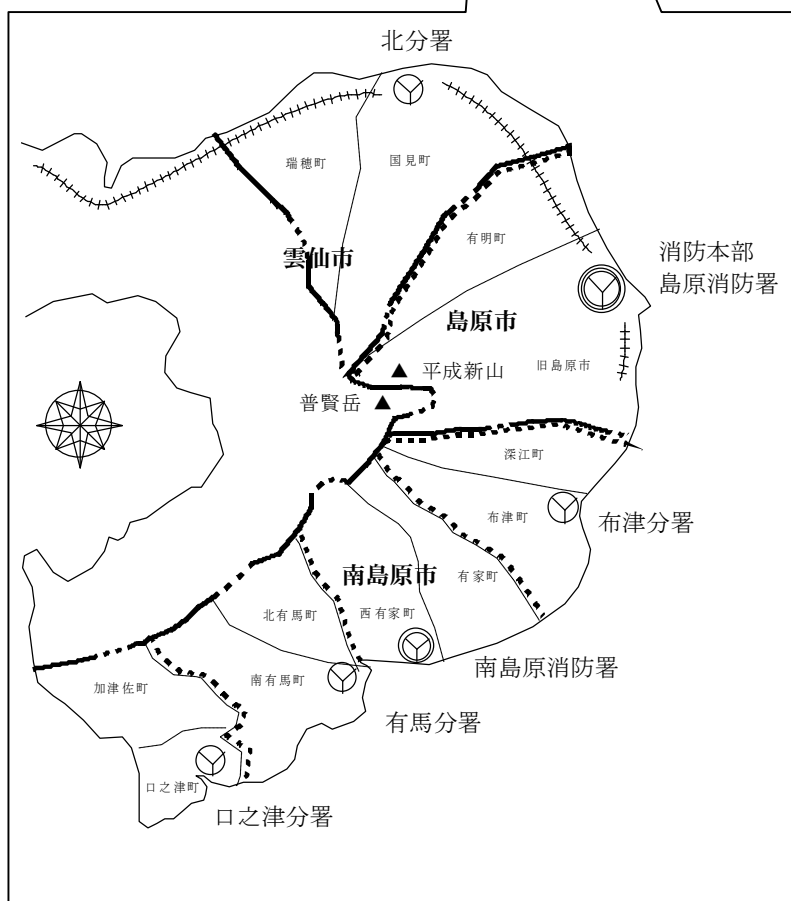 北分署
瑞穂町
国見町
有明町
雲仙市
消防本部
島原消防署
島原市
旧島原市
平成新山
普賢岳
深江町
布津町
布津分署
有家町
南島原市
西有家町
北有馬町
南島原消防署
南有馬町
加津佐町
有馬分署
口之津町
口之津分署